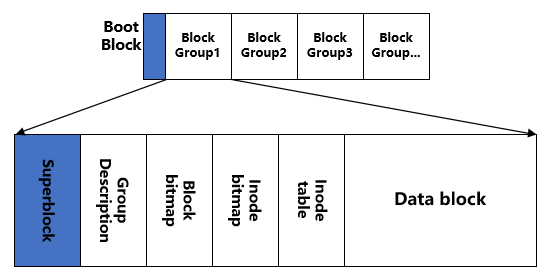 Boot
Block
Block
Group1
Block
Group2
Block
Group3
Block
Group...
Superblock
Group
Description
Block
bitmap
Inode
bitmap
Inode
table
Data block